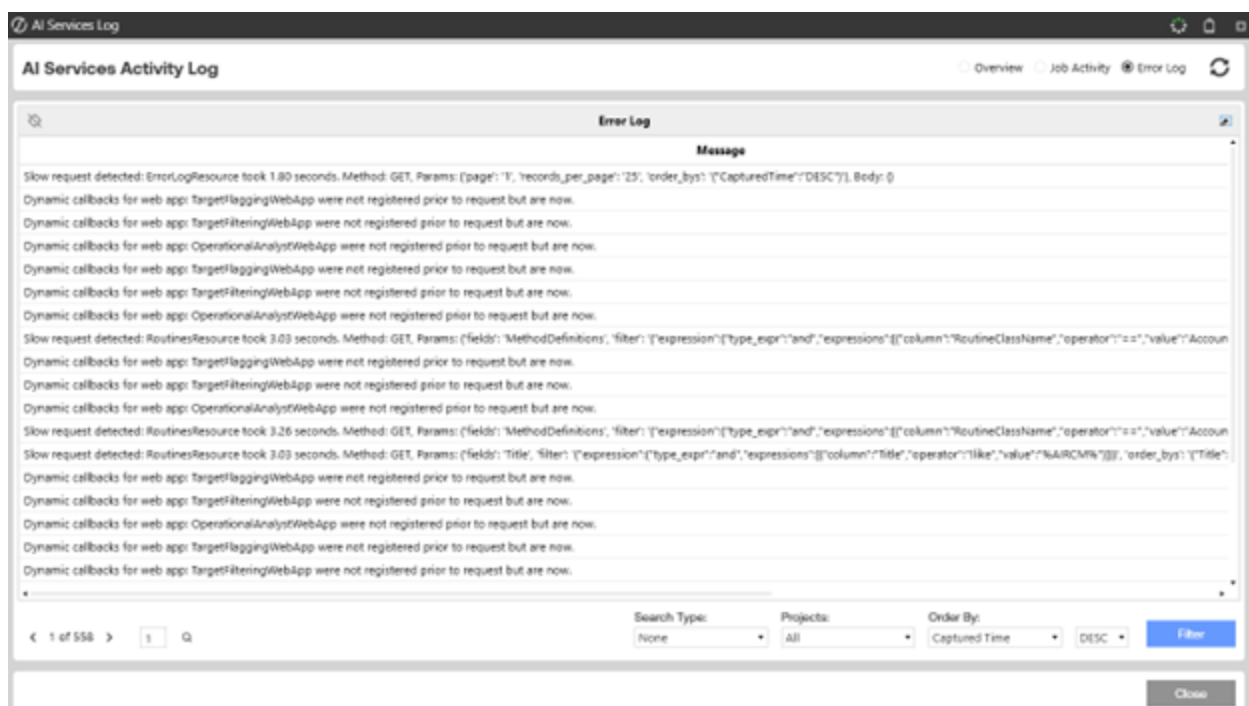 AI Services Log
AI Services Activity Log
Overview Job Activity Error Log
Error Log
Message
Slow request detected: ErrorLogResource took 1.80 seconds. Method: GET, Params: {'page': '1', 'records_per_page': '25', 'order_bys': '{"CapturedTime":"DESC"}'}, Body: {}
Dynamic callbacks for web app: TargetFlaggingWebApp were not registered prior to request but are now.
Dynamic callbacks for web app: TargetFilteringWebApp were not registered prior to request but are now.
Dynamic callbacks for web app: OperationalAnalystWebApp were not registered prior to request but are now.
Dynamic callbacks for web app: TargetFlaggingWebApp were not registered prior to request but are now.
Dynamic callbacks for web app: TargetFilteringWebApp were not registered prior to request but are now.
Dynamic callbacks for web app: OperationalAnalystWebApp were not registered prior to request but are now.
Slow request detected: RoutinesResource took 3.03 seconds. Method: GET, Params: {'fields': 'MethodDefinitions', 'filter': '{"expression":{"type_expr":"and","expressions":[{"column":"RoutineClassName","operator":"==","value":"Accoun
Dynamic callbacks for web app: TargetFlaggingWebApp were not registered prior to request but are now.
Dynamic callbacks for web app: TargetFilteringWebApp were not registered prior to request but are now.
Dynamic callbacks for web app: OperationalAnalystWebApp were not registered prior to request but are now.
Slow request detected: RoutinesResource took 3.26 seconds. Method: GET, Params: {'fields': 'MethodDefinitions', 'filter': '{"expression":{"type_expr":"and","expressions":[{"column":"RoutineClassName","operator":"==","value":"Accoun
Slow request detected: RoutinesResource took 3.03 seconds. Method: GET, Params: {'fields': 'Title', 'filter': '{"expression":{"type_expr":"and","expressions":[{"column":"Title","operator":"ilike","value":"%AIRCM%"}]}}', 'order_bys': '{"Title":
Dynamic callbacks for web app: TargetFlaggingWebApp were not registered prior to request but are now.
Dynamic callbacks for web app: TargetFilteringWebApp were not registered prior to request but are now.
Dynamic callbacks for web app: OperationalAnalystWebApp were not registered prior to request but are now.
Dynamic callbacks for web app: TargetFlaggingWebApp were not registered prior to request but are now.
Dynamic callbacks for web app: TargetFilteringWebApp were not registered prior to request but are now.
Search Type: Projects: Order By:
1 of 558 1 None All Captured Time DESC Filter
Close